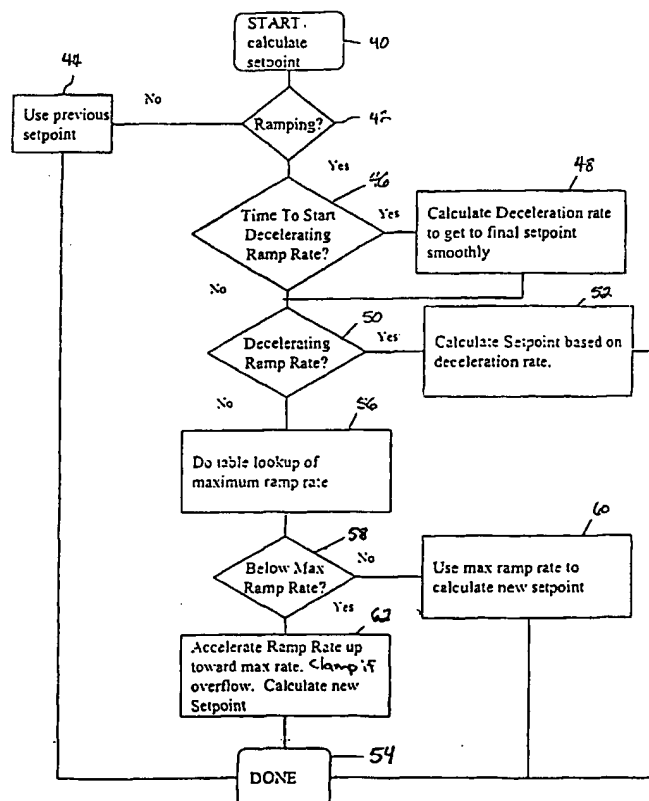 START.
calculate
setpoint
40
44
No
Use previous
setpoint
Ramping?
42
Yes
46
48
Time To Start
Decelerating
Ramp Rate?
Yes
Calculate Deceleration rate
to get to final setpoint
smoothly
No
52
50
Decelerating
Ramp Rate?
Yes
Calculate Setpoint based on
deceleration rate.
No
56
Do table lookup of
maximum ramp rate
58
60
Below Max
Ramp Rate?
No
Use max ramp rate to
calculate new setpoint
Yes
62
Accelerate Ramp Rate up
toward max rate. Clamp if
overflow. Calculate new
Setpoint
54
DONE